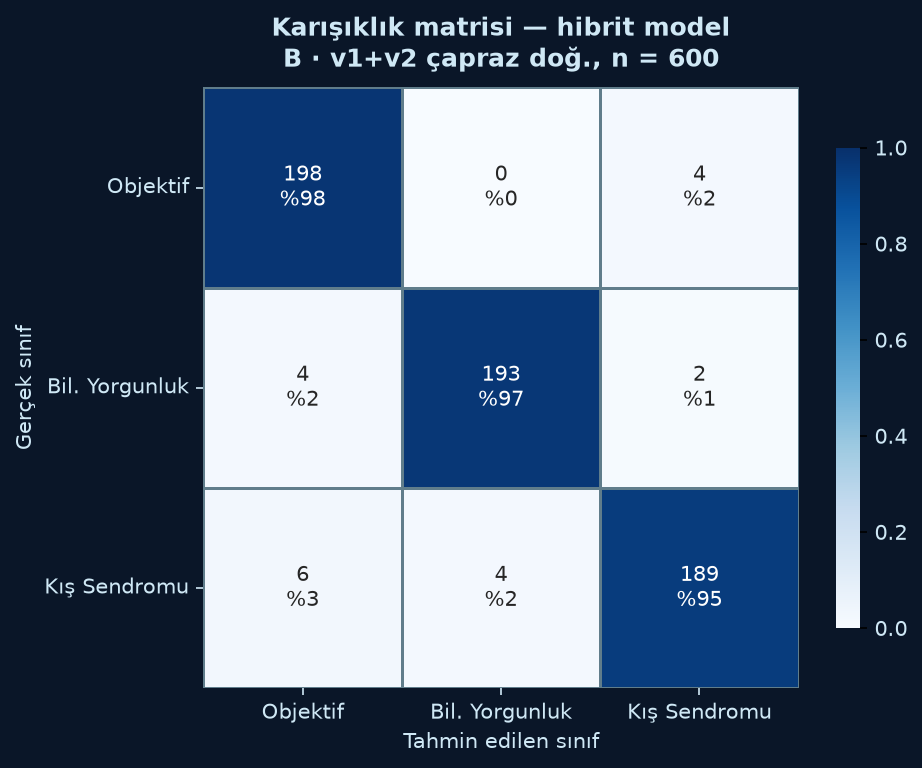 Karışıklık matrisi — hibrit model
B · v1+v2 çapraz doğ., n = 600
Gerçek sınıf
Objektif
198
%98
0
%0
4
%2
Bil. Yorgunluk
4
%2
193
%97
2
%1
Kış Sendromu
6
%3
4
%2
189
%95
Objektif
Bil. Yorgunluk
Kış Sendromu
Tahmin edilen sınıf
1.0
0.8
0.6
0.4
0.2
0.0